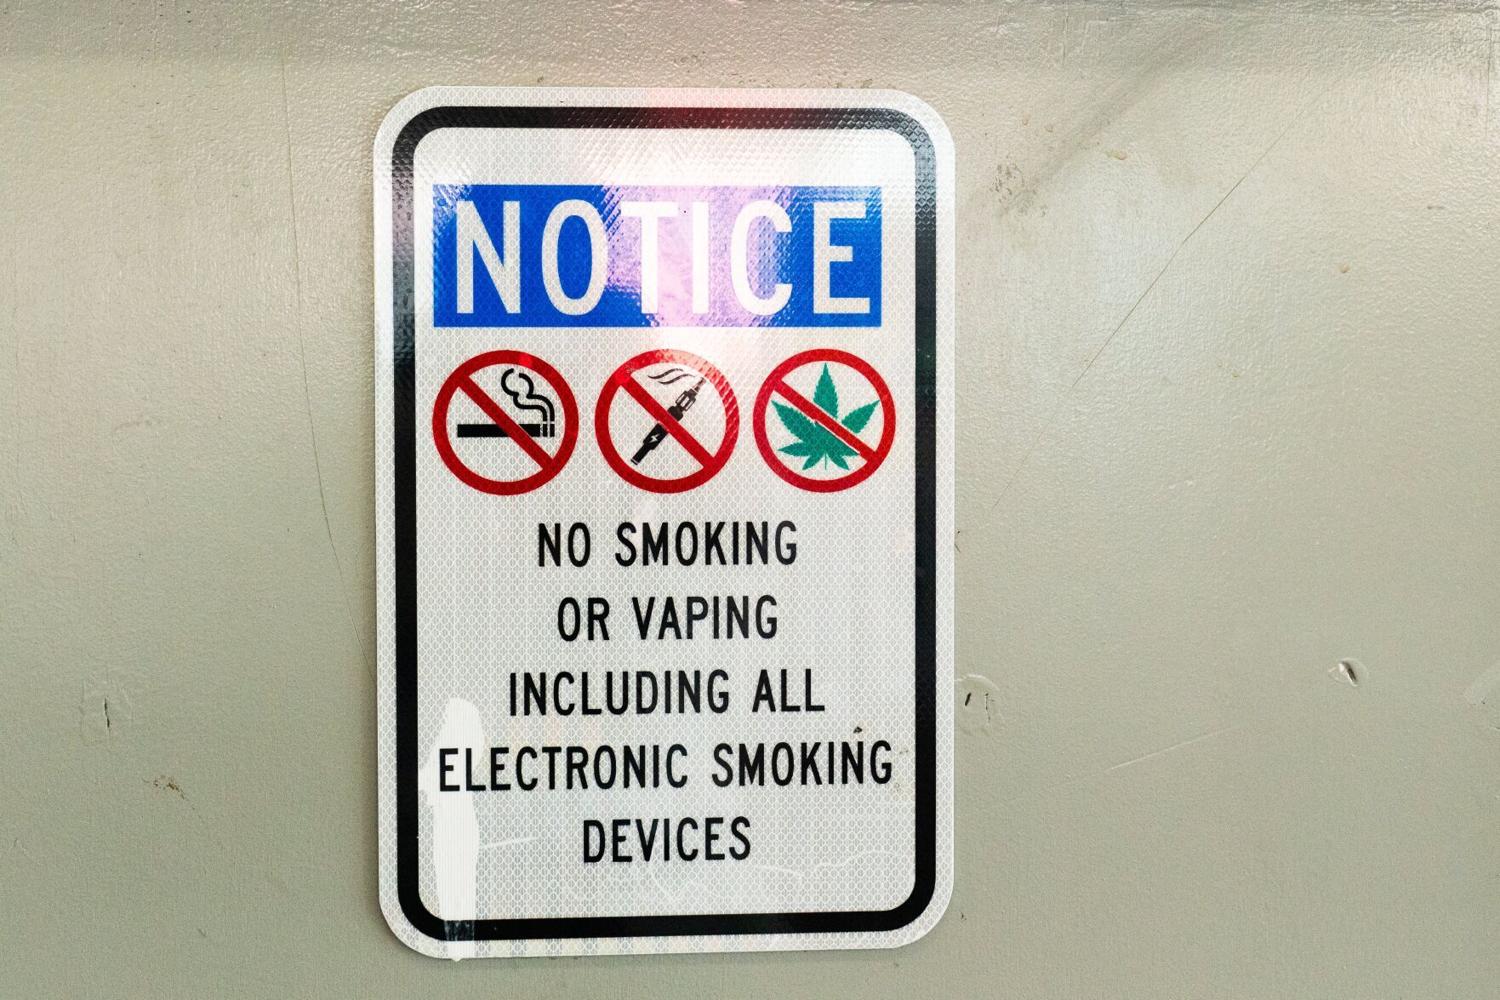 NOTICE
NO SMOKING
OR VAPING
INCLUDING ALL
ELECTRONIC SMOKING
DEVICES